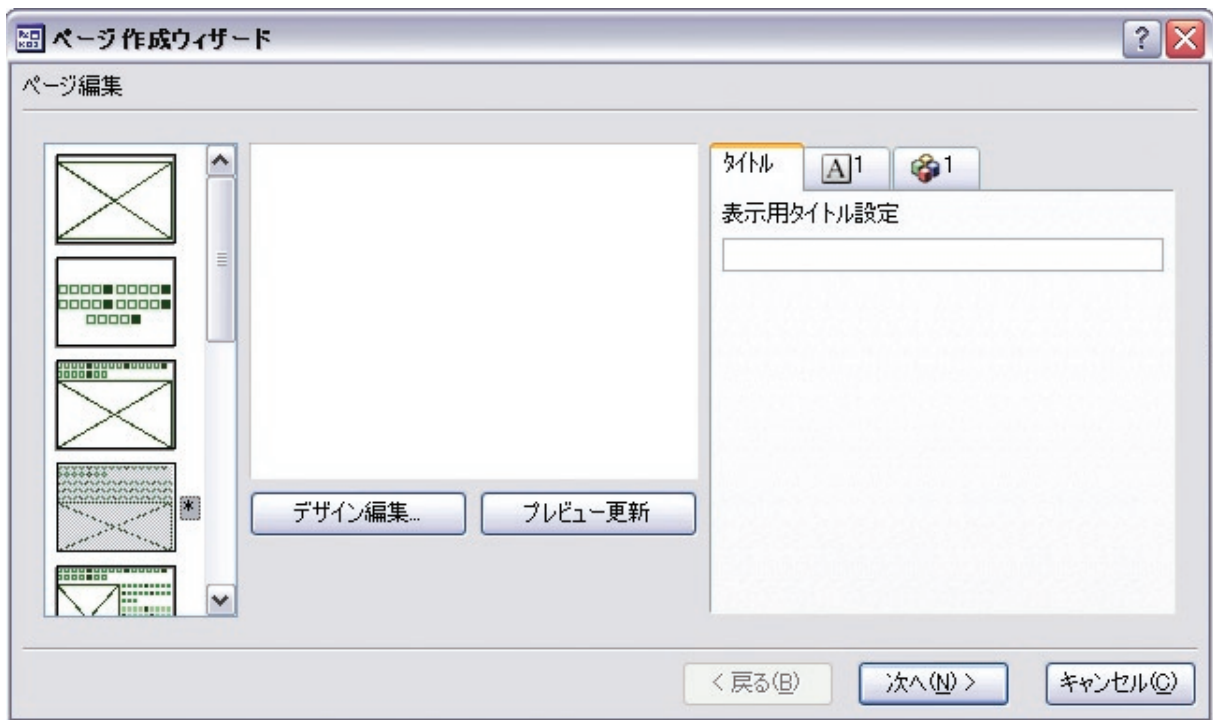 ページ作成ウィザード
ページ編集
タイトル
A 1
1
表示用タイトル設定
*
デザイン編集...
プレビュー更新
< 戻る(B)
次へ(N) >
キャンセル(C)